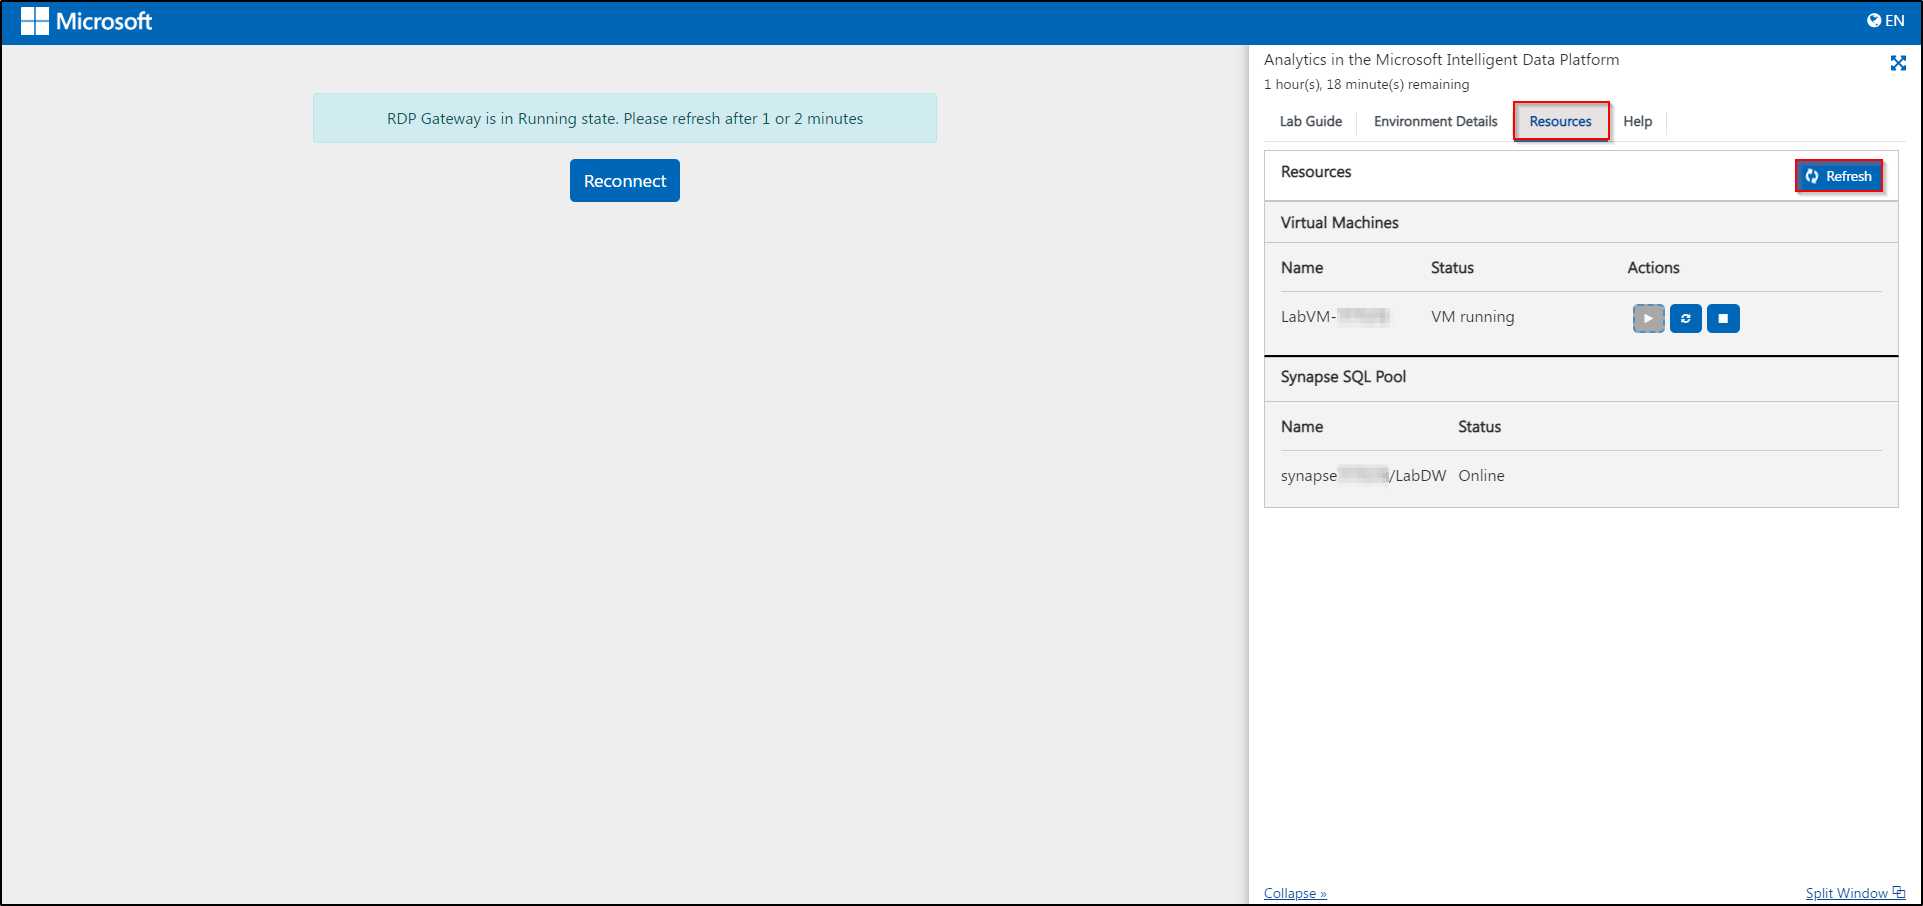 Microsoft
EN
RDP Gateway is in Running state. Please refresh after 1 or 2 minutes
Reconnect
Analytics in the Microsoft Intelligent Data Platform
1 hour(s), 18 minute(s) remaining
Lab Guide Environment Details Resources Help
Resources Refresh
Virtual Machines
Name Status Actions
LabVM- VM running
Synapse SQL Pool
Name Status
synapse /LabDW Online
Collapse » Split Window